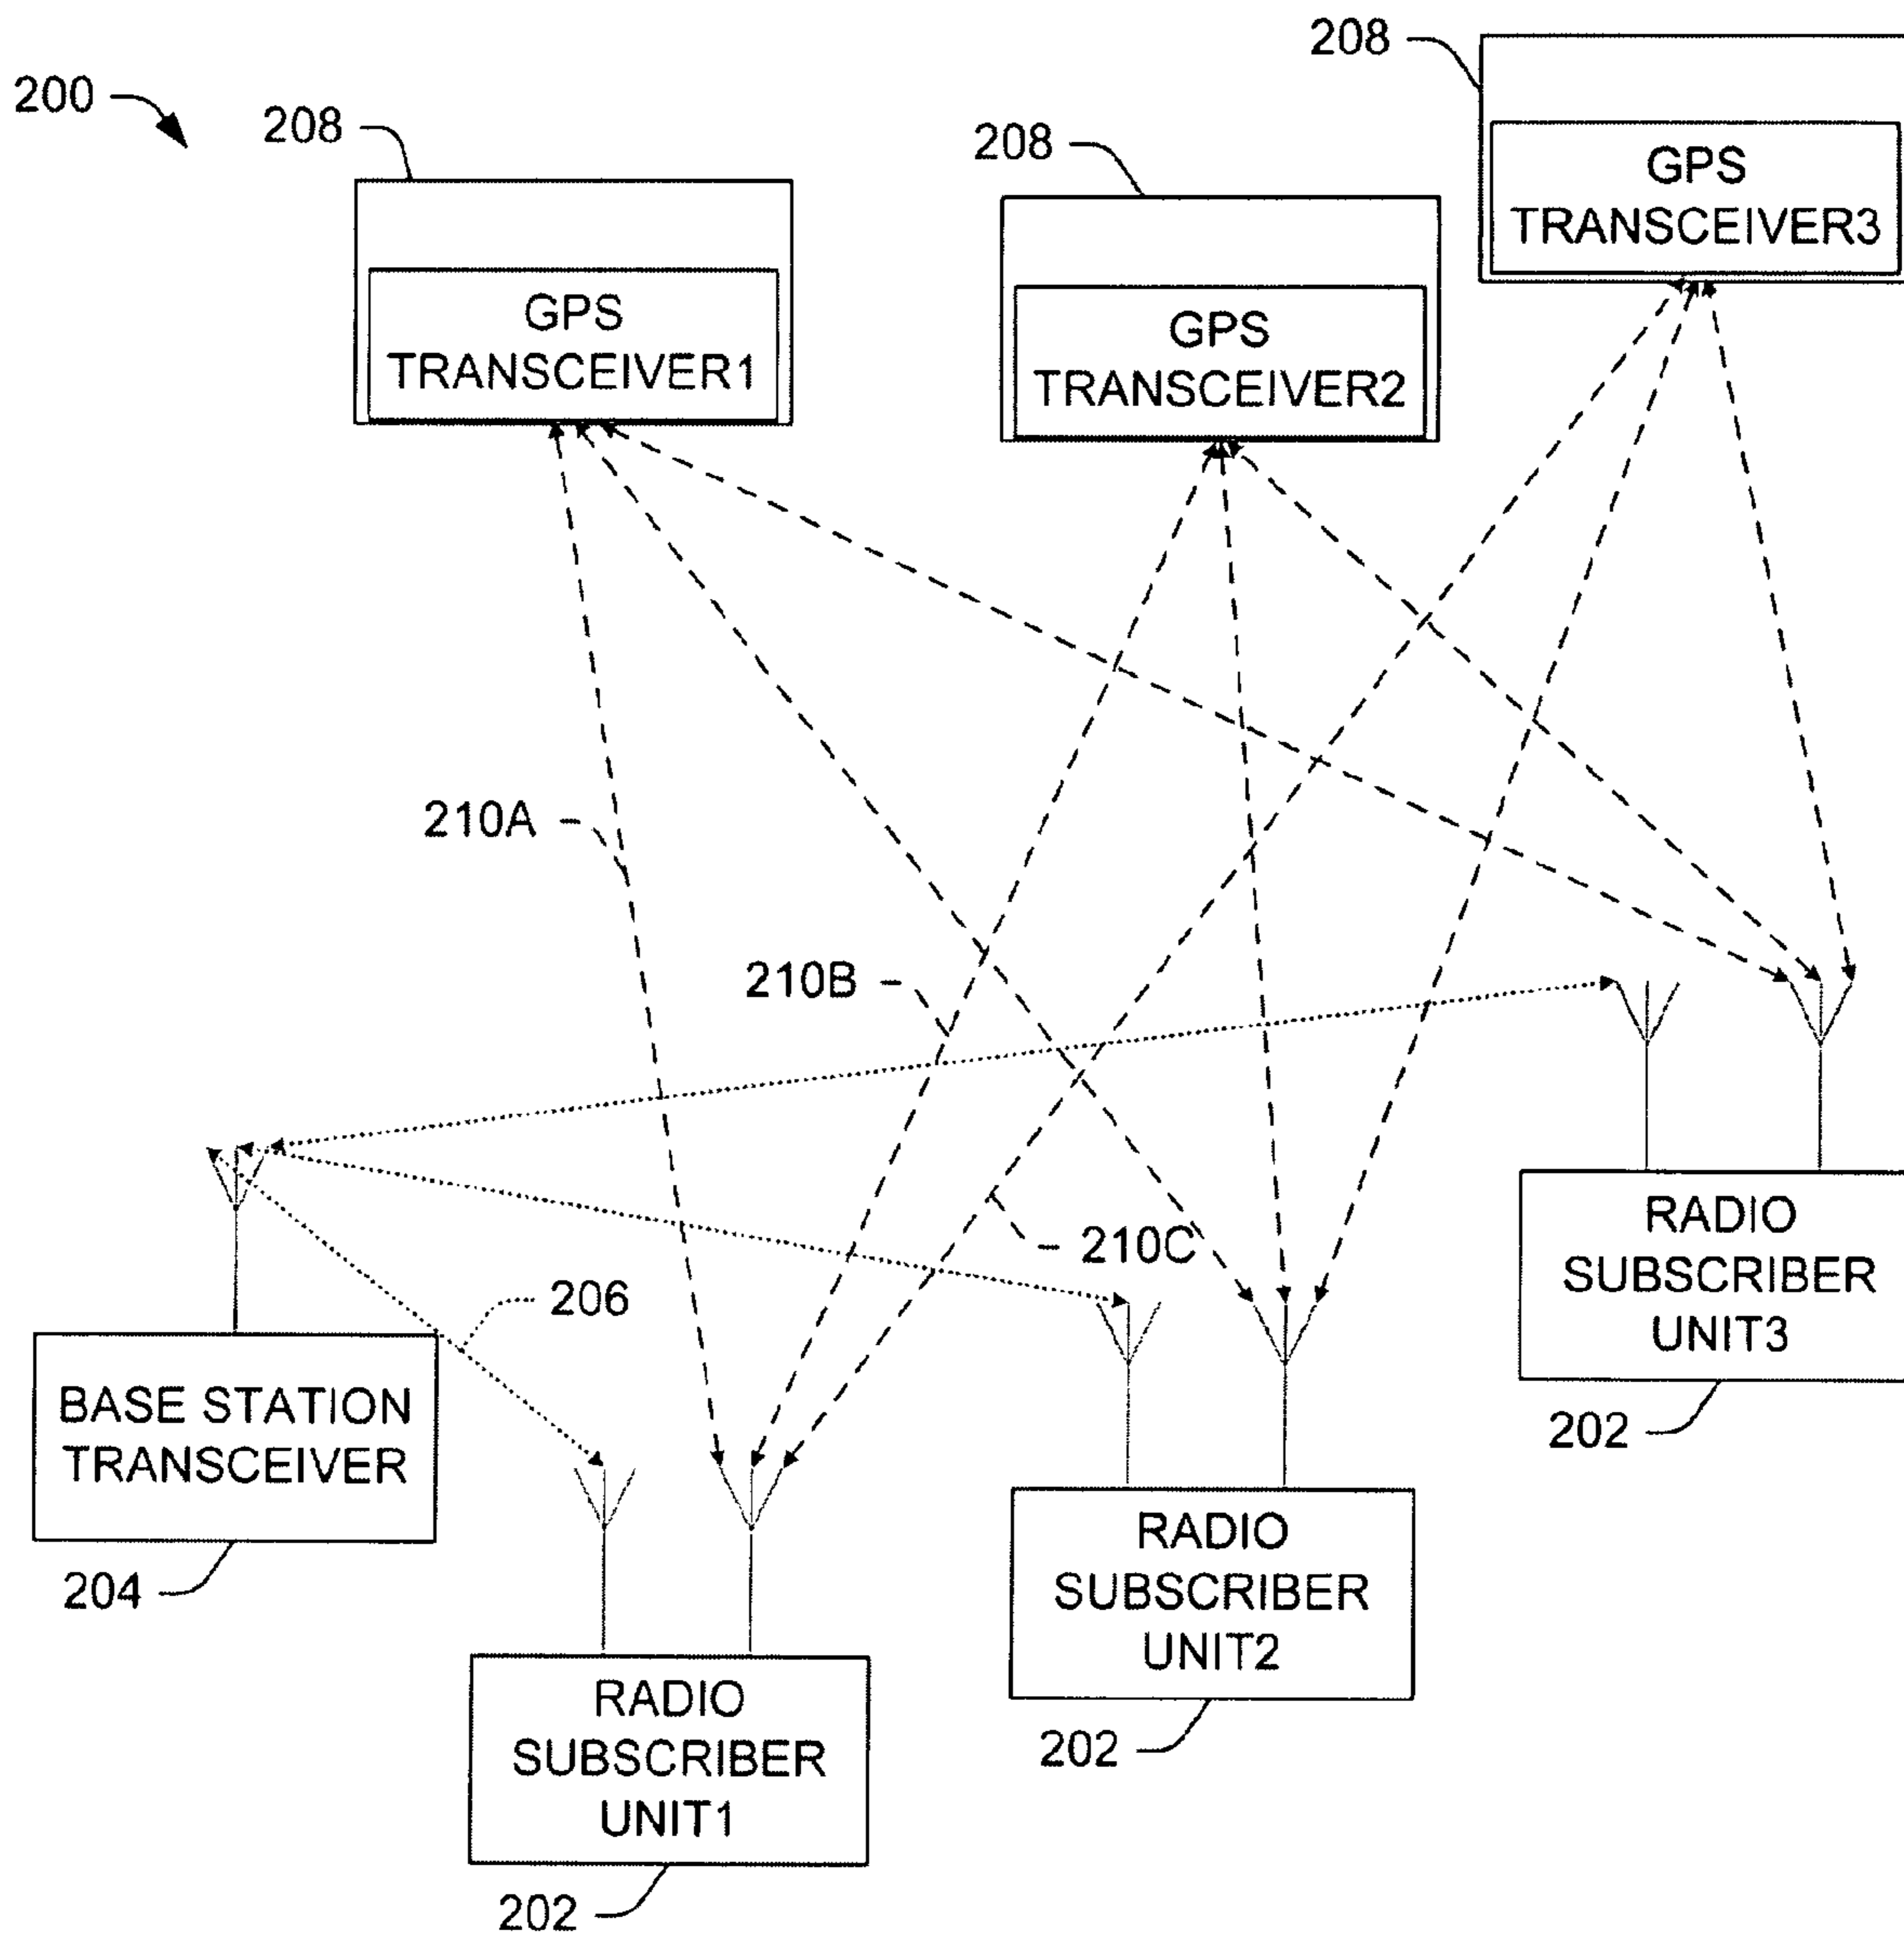 208
200
208
208
GPS
TRANSCEIVER3
GPS
TRANSCEIVER1
GPS
TRANSCEIVER2
210A
210B
210C
206
RADIO
SUBSCRIBER
UNIT3
BASE STATION
TRANSCEIVER
202
204
RADIO
SUBSCRIBER
UNIT2
RADIO
SUBSCRIBER
UNIT1
202
202